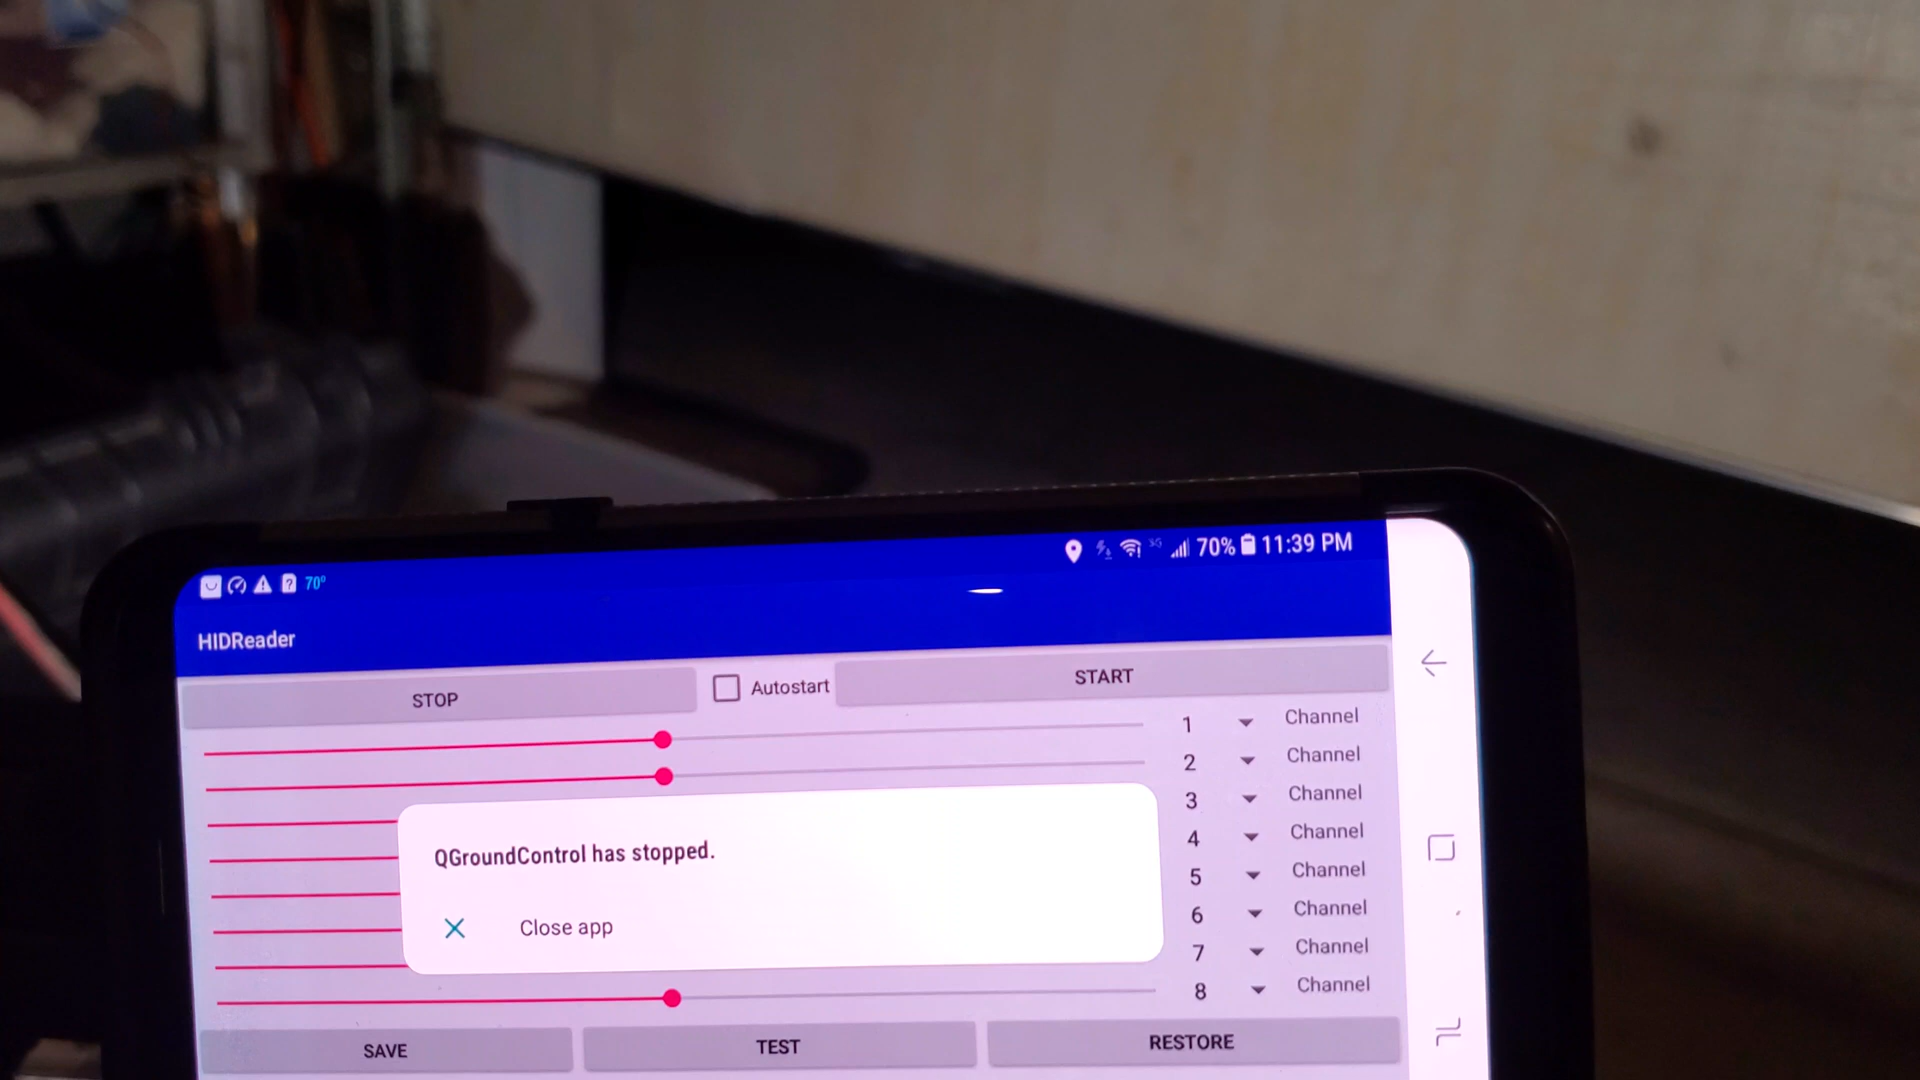 70° 3G 70% 11:39 PM
HIDReader
STOP Autostart START
1 Channel
2 Channel
3 Channel
4 Channel
5 Channel
6 Channel
7 Channel
8 Channel
QGroundControl has stopped.
Close app
SAVE TEST RESTORE